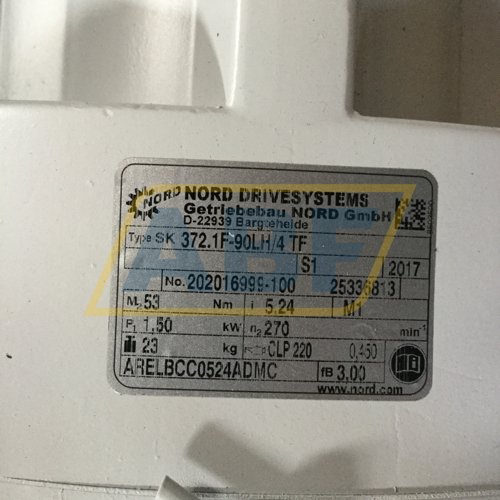 NORD NORD DRIVESYSTEMS
Getriebebau NORD GmbH
D-22939 Bargteheide
Type SK 372.1F-90LH/4 TF
S1 2017
No. 202016999-100 25336813
M₂ 53 Nm i 5,24 M1
P₁ 1,50 kW n₂ 270 min⁻¹
23 kg CLP 220 0,450
ARELBCC0524ADMC fB 3,00
www.nord.com
ABF